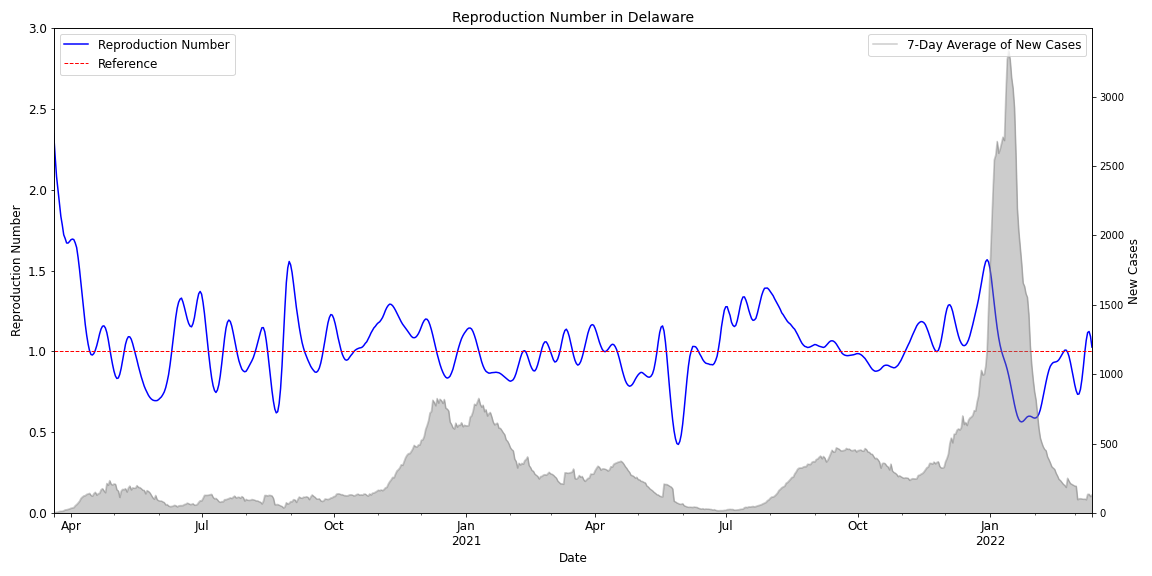 Reproduction Number in Delaware
Reproduction Number
Reference
7-Day Average of New Cases
3.0
2.5
2.0
1.5
1.0
0.5
0.0
Reproduction Number
3000
2500
2000
1500
1000
500
0
New Cases
Apr
Jul
Oct
Jan
2021
Apr
Jul
Oct
Jan
2022
Date